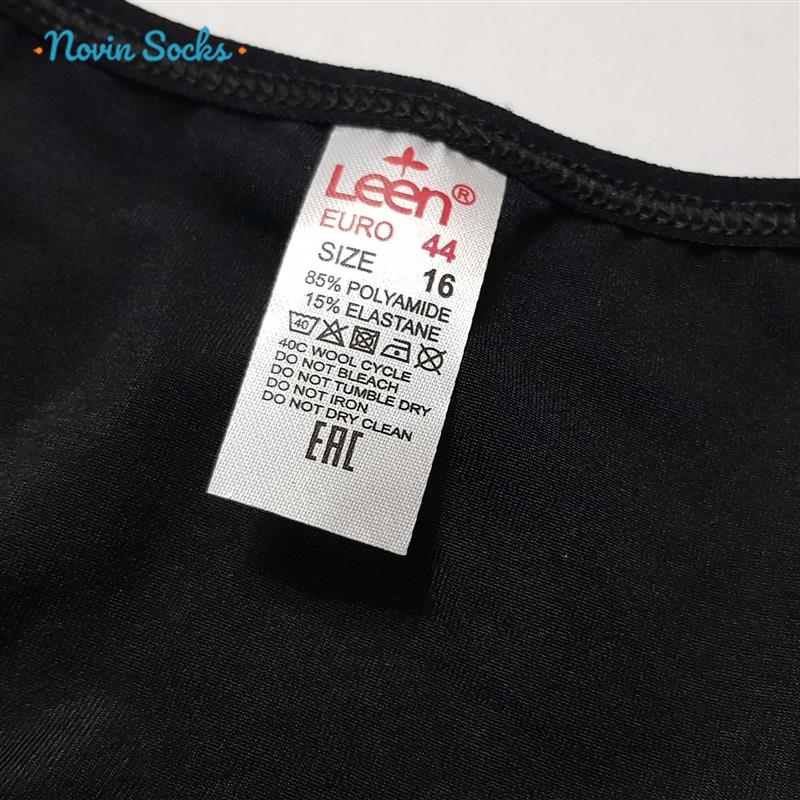 Novin Socks
Leen®
EURO 44
SIZE 16
85% POLYAMIDE
15% ELASTANE
40
40C WOOL CYCLE
DO NOT BLEACH
DO NOT TUMBLE DRY
DO NOT IRON
DO NOT DRY CLEAN
EAC